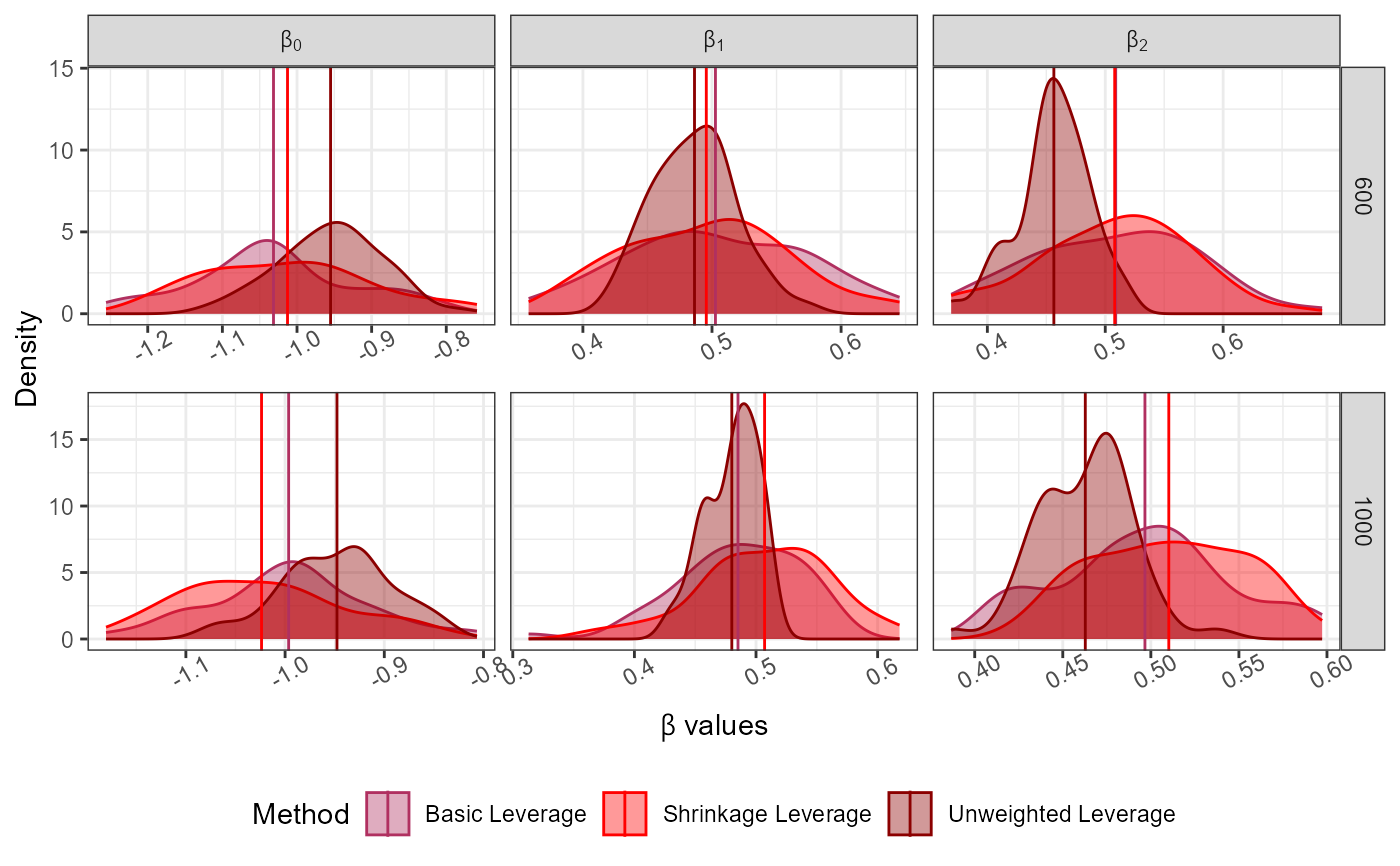 β₀ β₁ β₂
15
10
5
0
600
-1.2 -1.1 -1.0 -0.9 -0.8 0.4 0.5 0.6 0.4 0.5 0.6
Density
15
10
5
0
1000
-1.1 -1.0 -0.9 -0.8 0.3 0.4 0.5 0.6 0.40 0.45 0.50 0.55 0.60
β values
Method Basic Leverage Shrinkage Leverage Unweighted Leverage